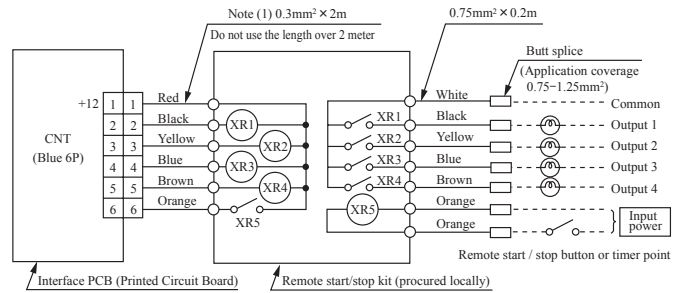 Note (1) 0.3mm² × 2m
Do not use the length over 2 meter
0.75mm² × 0.2m
Butt splice
(Application coverage
0.75−1.25mm²)
CNT
(Blue 6P)
+12 1 1 Red
2 2 Black
3 3 Yellow
4 4 Blue
5 5 Brown
6 6 Orange
XR1
XR2
XR3
XR4
XR5
XR1
XR2
XR3
XR4
XR5
White
Common
Black
Output 1
Yellow
Output 2
Blue
Output 3
Brown
Output 4
Orange
Orange
Input
power
Remote start / stop button or timer point
Interface PCB (Printed Circuit Board)
Remote start/stop kit (procured locally)